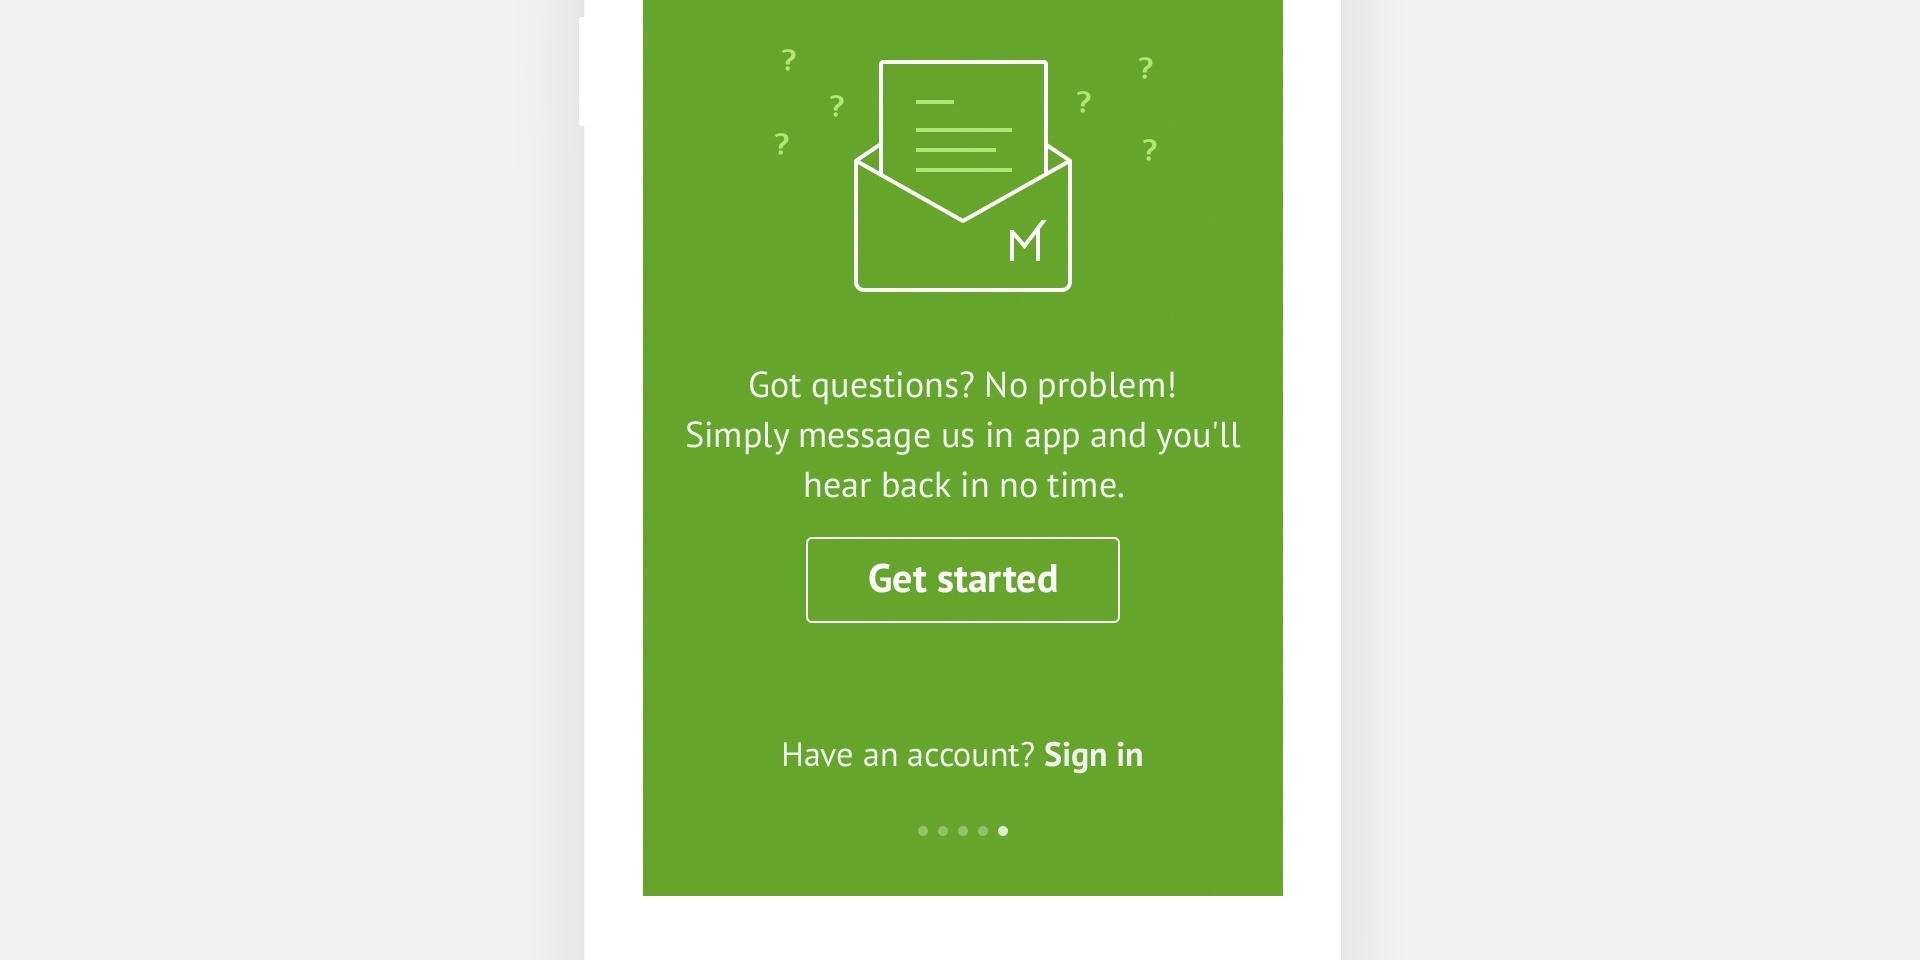 ? ?
? ?
? ?
M
Got questions? No problem!
Simply message us in app and you'll
hear back in no time.
Get started
Have an account? Sign in